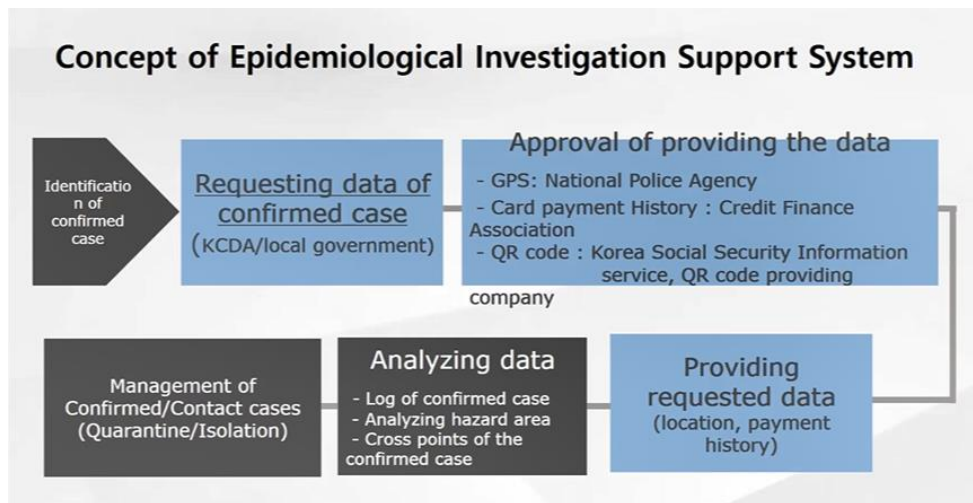 Concept of Epidemiological Investigation Support System
Identificatio
n of
confirmed
case
Requesting data of
confirmed case
(KCDA/local government)
Approval of providing the data
- GPS: National Police Agency
- Card payment History : Credit Finance
Association
- QR code : Korea Social Security Information
service, QR code providing
company
Management of
Confirmed/Contact cases
(Quarantine/Isolation)
Analyzing data
- Log of confirmed case
- Analyzing hazard area
- Cross points of the
confirmed case
Providing
requested data
(location, payment
history)